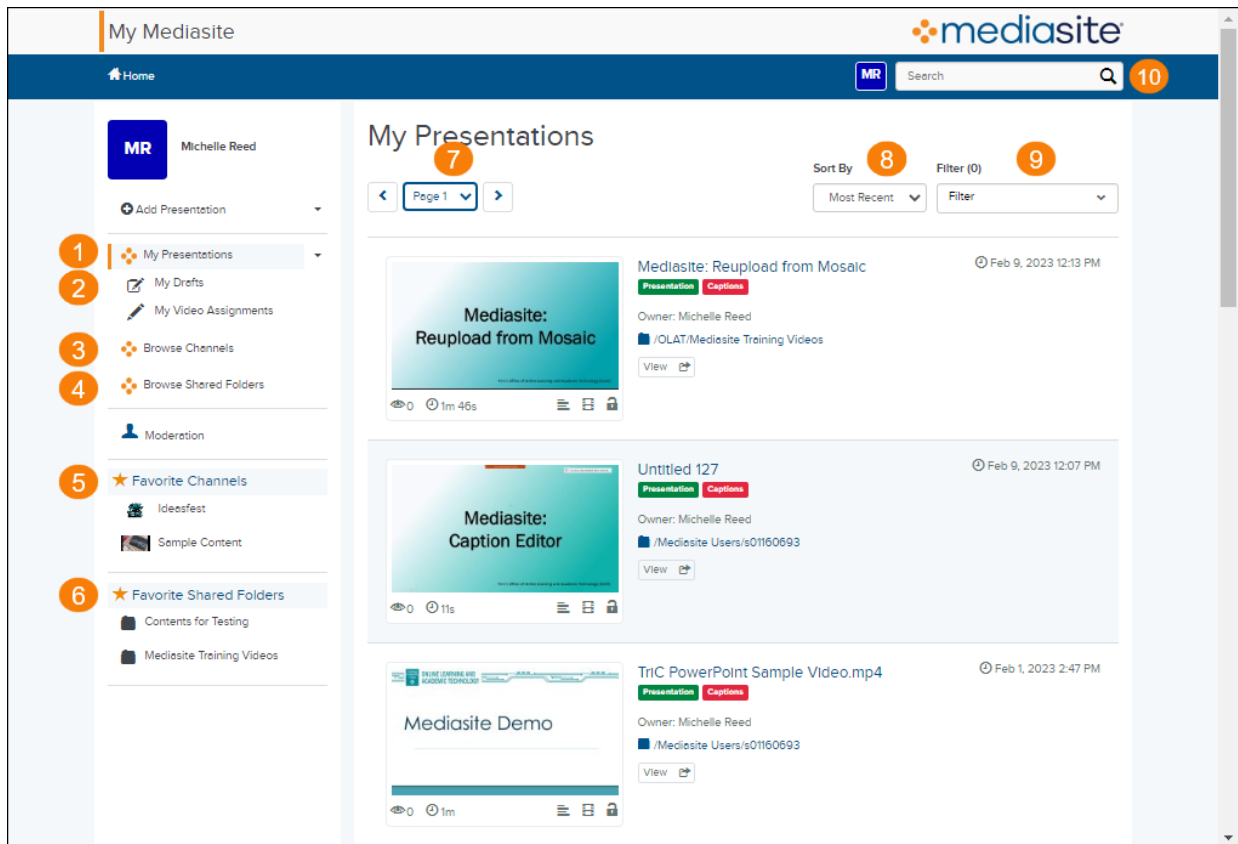 My Mediasite
mediasite
Home
MR
Search
10
MR
Michelle Reed
Add Presentation
1
My Presentations
2
My Drafts
My Video Assignments
3
Browse Channels
4
Browse Shared Folders
Moderation
5
Favorite Channels
Ideasfest
Sample Content
6
Favorite Shared Folders
Contents for Testing
Mediasite Training Videos
My Presentations
7
Page 1
Sort By
8
Filter (0)
9
Most Recent
Filter
Mediasite:
Reupload from Mosaic
0
1m 46s
Mediasite: Reupload from Mosaic
Feb 9, 2023 12:13 PM
Presentation
Captions
Owner: Michelle Reed
/OLAT/Mediasite Training Videos
View
Mediasite:
Caption Editor
0
11s
Untitled 127
Feb 9, 2023 12:07 PM
Presentation
Captions
Owner: Michelle Reed
/Mediasite Users/s01160693
View
ONLINE LEARNING AND
ACADEMIC TECHNOLOGY
Mediasite Demo
0
1m
TriC PowerPoint Sample Video.mp4
Feb 1, 2023 2:47 PM
Presentation
Captions
Owner: Michelle Reed
/Mediasite Users/s01160693
View